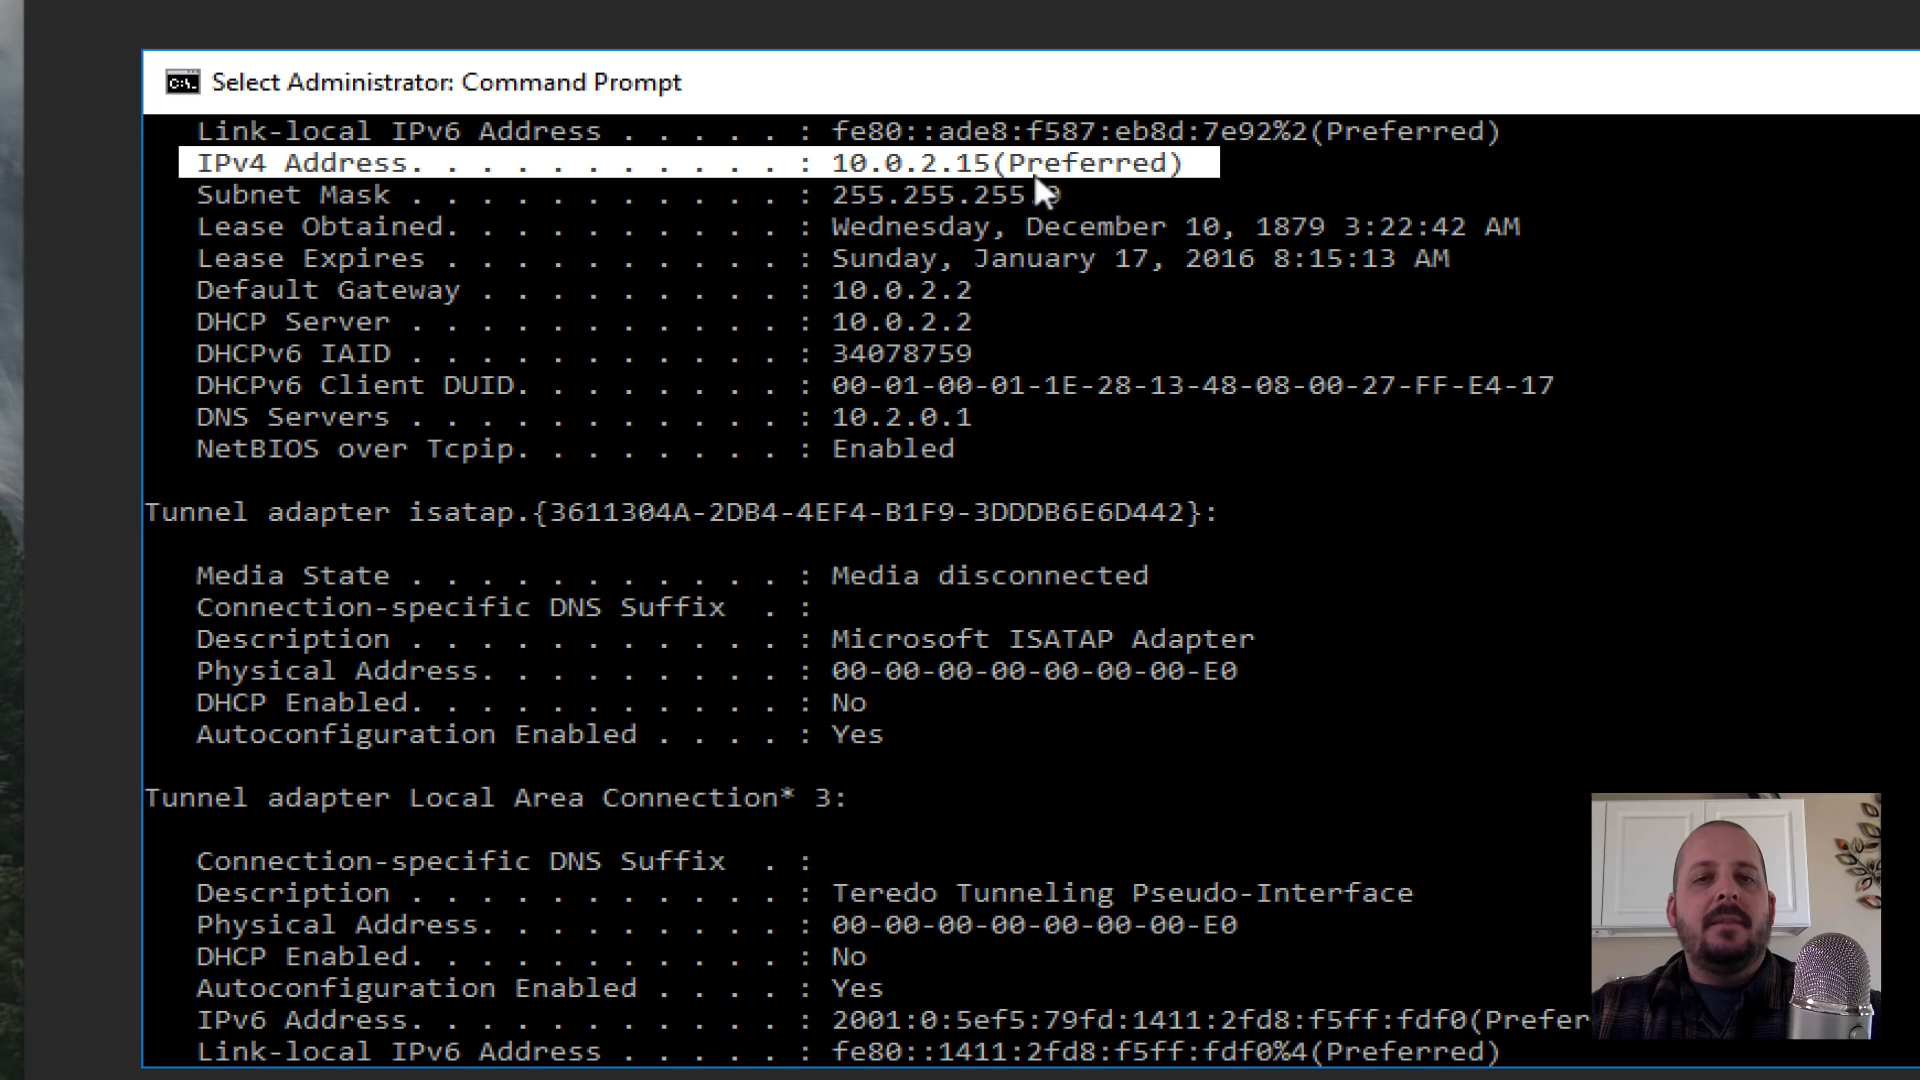 Select Administrator: Command Prompt
Link-local IPv6 Address . . . . . : fe80::ade8:f587:eb8d:7e92%2(Preferred)
IPv4 Address. . . . . . . . . . . : 10.0.2.15(Preferred)
Subnet Mask . . . . . . . . . . . : 255.255.255.0
Lease Obtained. . . . . . . . . . : Wednesday, December 10, 1879 3:22:42 AM
Lease Expires . . . . . . . . . . : Sunday, January 17, 2016 8:15:13 AM
Default Gateway . . . . . . . . . : 10.0.2.2
DHCP Server . . . . . . . . . . . : 10.0.2.2
DHCPv6 IAID . . . . . . . . . . . : 34078759
DHCPv6 Client DUID. . . . . . . . : 00-01-00-01-1E-28-13-48-08-00-27-FF-E4-17
DNS Servers . . . . . . . . . . . : 10.2.0.1
NetBIOS over Tcpip. . . . . . . . : Enabled
Tunnel adapter isatap.{3611304A-2DB4-4EF4-B1F9-3DDDB6E6D442}:
Media State . . . . . . . . . . . : Media disconnected
Connection-specific DNS Suffix . :
Description . . . . . . . . . . . : Microsoft ISATAP Adapter
Physical Address. . . . . . . . . : 00-00-00-00-00-00-00-E0
DHCP Enabled. . . . . . . . . . . : No
Autoconfiguration Enabled . . . . : Yes
Tunnel adapter Local Area Connection* 3:
Connection-specific DNS Suffix . :
Description . . . . . . . . . . . : Teredo Tunneling Pseudo-Interface
Physical Address. . . . . . . . . : 00-00-00-00-00-00-00-E0
DHCP Enabled. . . . . . . . . . . : No
Autoconfiguration Enabled . . . . : Yes
IPv6 Address. . . . . . . . . . . : 2001:0:5ef5:79fd:1411:2fd8:f5ff:fdf0(Prefer
Link-local IPv6 Address . . . . . : fe80::1411:2fd8:f5ff:fdf0%4(Preferred)